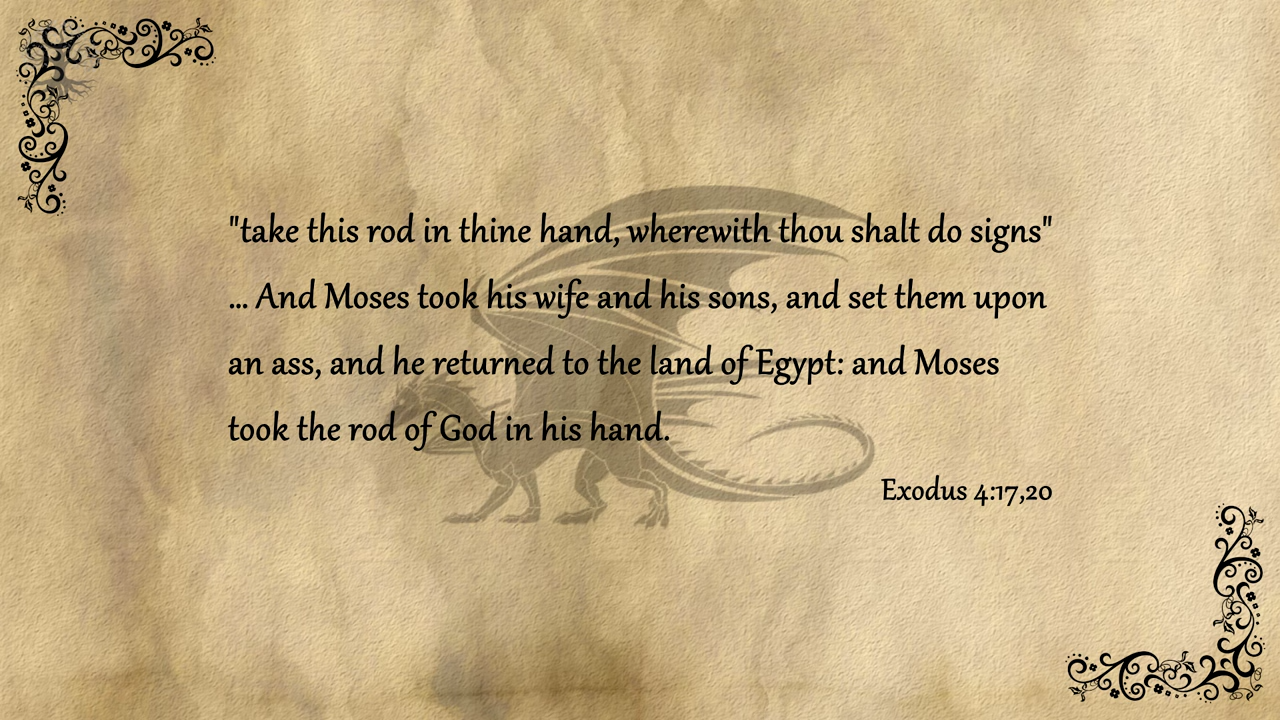 "take this rod in thine hand, wherewith thou shalt do signs"
... And Moses took his wife and his sons, and set them upon
an ass, and he returned to the land of Egypt: and Moses
took the rod of God in his hand.
Exodus 4:17,20